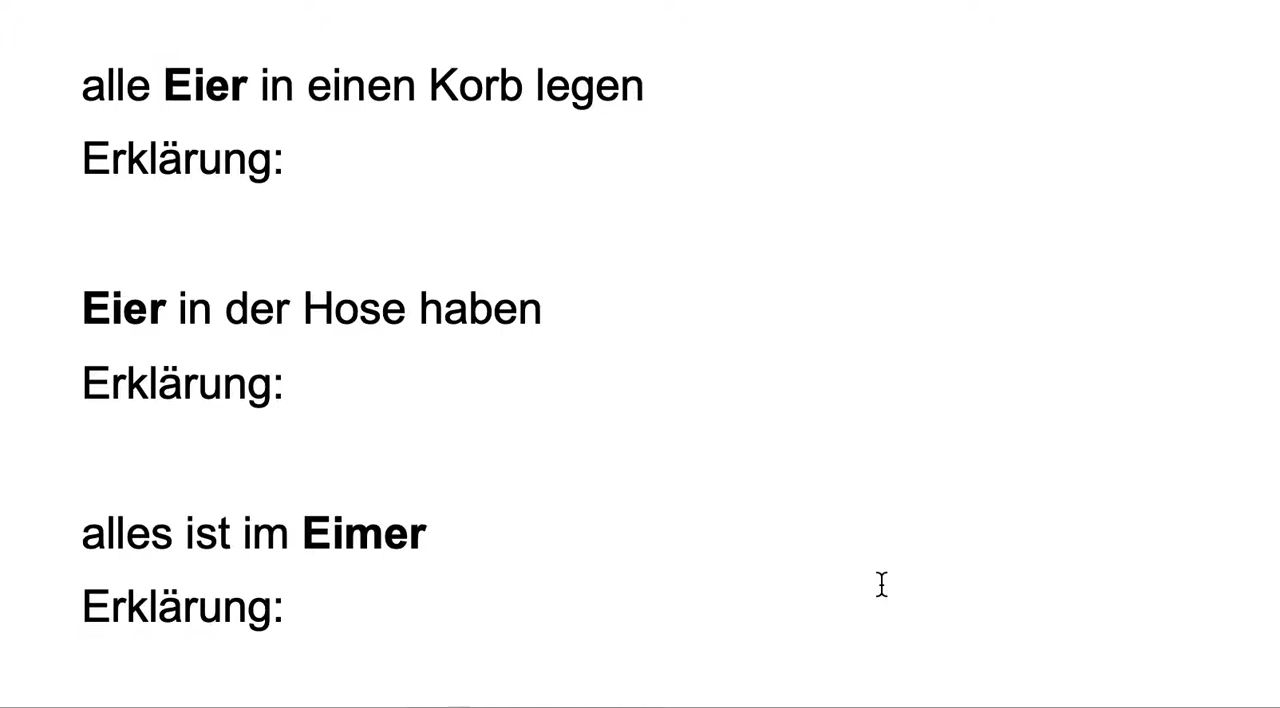 alle Eier in einen Korb legen
Erklärung:
Eier in der Hose haben
Erklärung:
alles ist im Eimer
Erklärung: